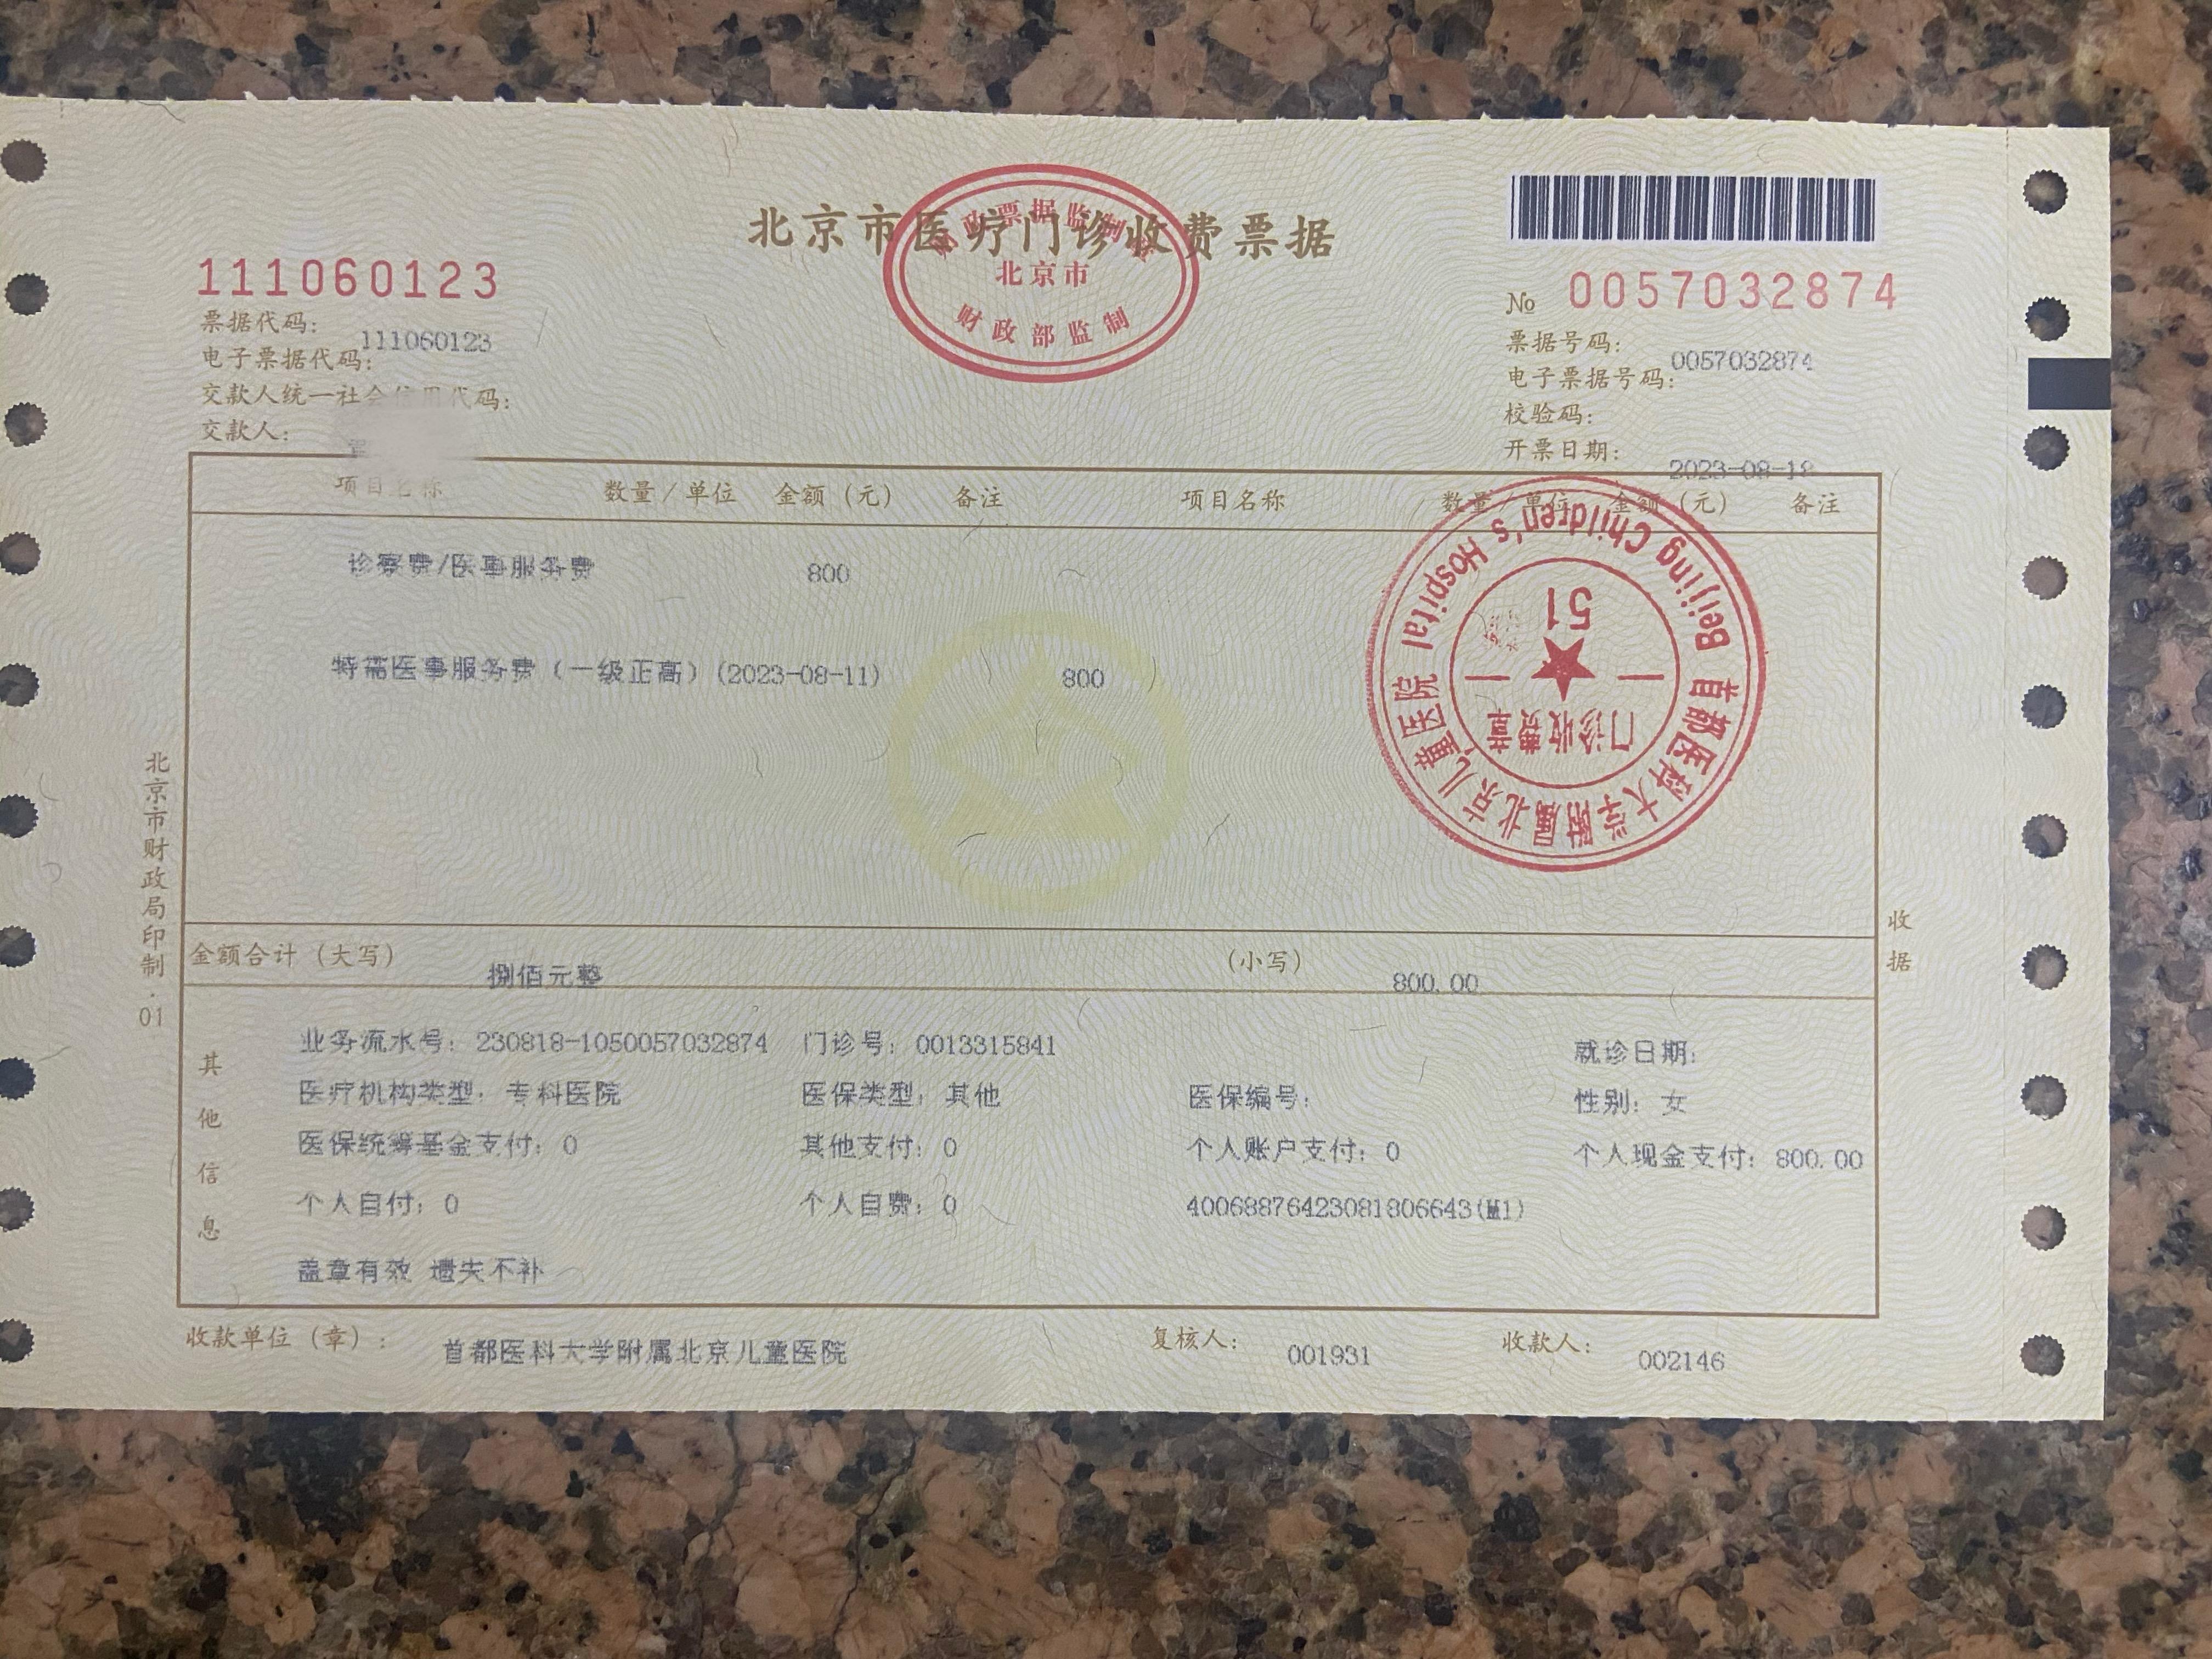 北京市医疗门诊收费票据
财政票据监制章
北京市
财政部监制
111060123
№ 0057032874
票据代码: 111060123
票据号码: 0057032874
电子票据代码:
电子票据号码:
交款人统一社会信用代码:
校验码:
交款人:
开票日期: 2023-08-18
项目名称 数量/单位 金额(元) 备注 项目名称 数量/单位 金额(元) 备注
诊察费/医事服务费 800
特需医事服务费（一级正高）(2023-08-11) 800
Beijing Children's Hospital
首都医科大学附属北京儿童医院
51
门诊收费章
北京市财政局印制.01
收据
金额合计（大写） 捌佰元整 （小写） 800.00
其他信息
业务流水号: 230818-1050057032874 门诊号: 0013315841 就诊日期:
医疗机构类型: 专科医院 医保类型: 其他 医保编号: 性别: 女
医保统筹基金支付: 0 其他支付: 0 个人账户支付: 0 个人现金支付: 800.00
个人自付: 0 个人自费: 0 40068876423081806643(M1)
盖章有效 遗失不补
收款单位（章）: 首都医科大学附属北京儿童医院 复核人: 001931 收款人: 002146